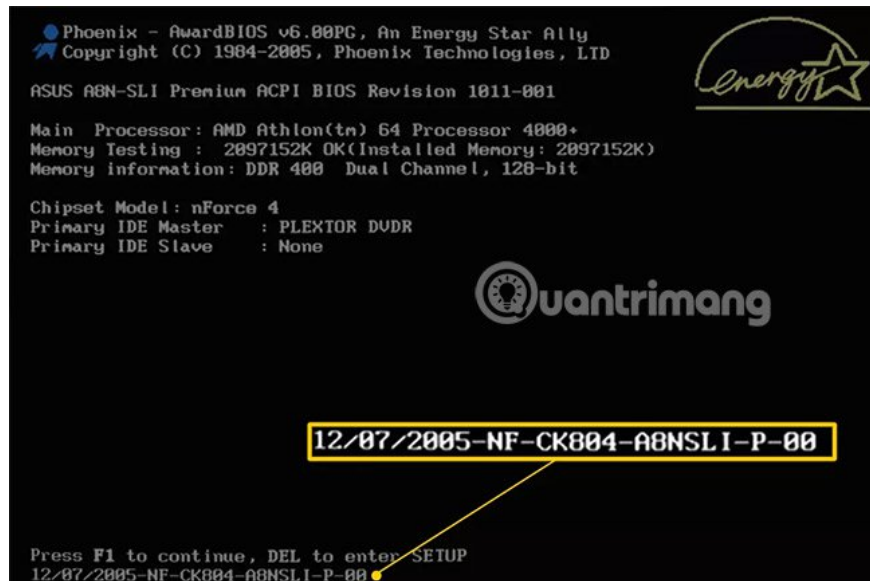 Phoenix - AwardBIOS v6.00PG, An Energy Star Ally
Copyright (C) 1984-2005, Phoenix Technologies, LTD
energy
ASUS A8N-SLI Premium ACPI BIOS Revision 1011-001
Main Processor: AMD Athlon(tm) 64 Processor 4000+
Memory Testing : 2097152K OK(Installed Memory: 2097152K)
Memory information: DDR 400 Dual Channel, 128-bit
Chipset Model: nForce 4
Primary IDE Master : PLEXTOR DVDR
Primary IDE Slave : None
Quantrimang
12/07/2005-NF-CK804-A8NSLI-P-00
Press F1 to continue, DEL to enter SETUP
12/07/2005-NF-CK804-A8NSLI-P-00